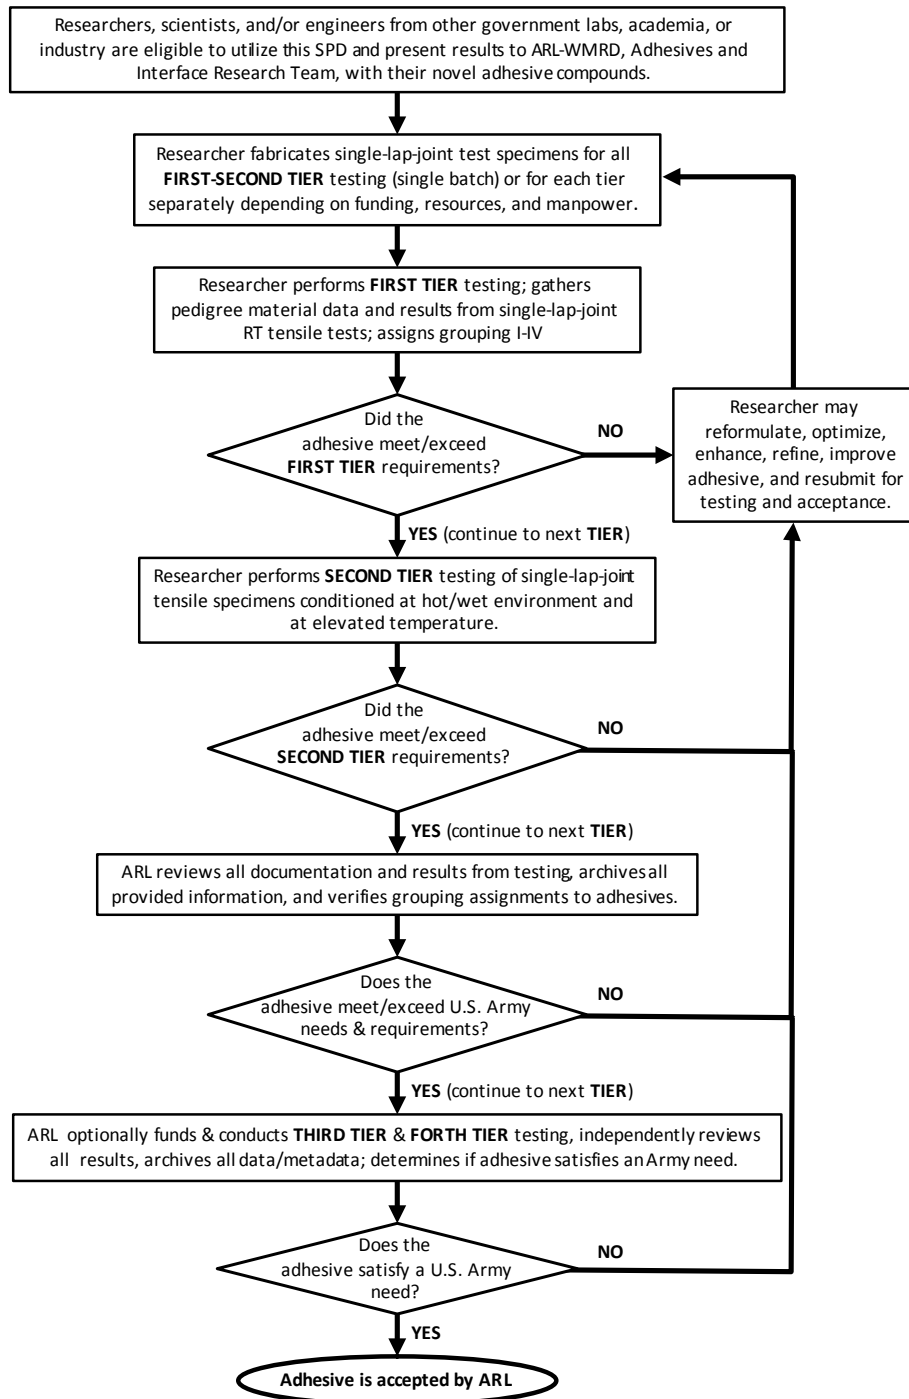 Researchers, scientists, and/or engineers from other government labs, academia, or
industry are eligible to utilize this SPD and present results to ARL-WMRD, Adhesives and
Interface Research Team, with their novel adhesive compounds.
Researcher fabricates single-lap-joint test specimens for all
FIRST-SECOND TIER testing (single batch) or for each tier
separately depending on funding, resources, and manpower.
Researcher performs FIRST TIER testing; gathers
pedigree material data and results from single-lap-joint
RT tensile tests; assigns grouping I-IV
Did the
adhesive meet/exceed
FIRST TIER requirements?
NO
Researcher may
reformulate, optimize,
enhance, refine, improve
adhesive, and resubmit for
testing and acceptance.
YES (continue to next TIER)
Researcher performs SECOND TIER testing of single-lap-joint
tensile specimens conditioned at hot/wet environment and
at elevated temperature.
Did the
adhesive meet/exceed
SECOND TIER requirements?
NO
YES (continue to next TIER)
ARL reviews all documentation and results from testing, archives all
provided information, and verifies grouping assignments to adhesives.
Does the
adhesive meet/exceed U.S. Army
needs & requirements?
NO
YES (continue to next TIER)
ARL optionally funds & conducts THIRD TIER & FORTH TIER testing, independently reviews
all results, archives all data/metadata; determines if adhesive satisfies an Army need.
Does the
adhesive satisfy a U.S. Army
need?
NO
YES
Adhesive is accepted by ARL